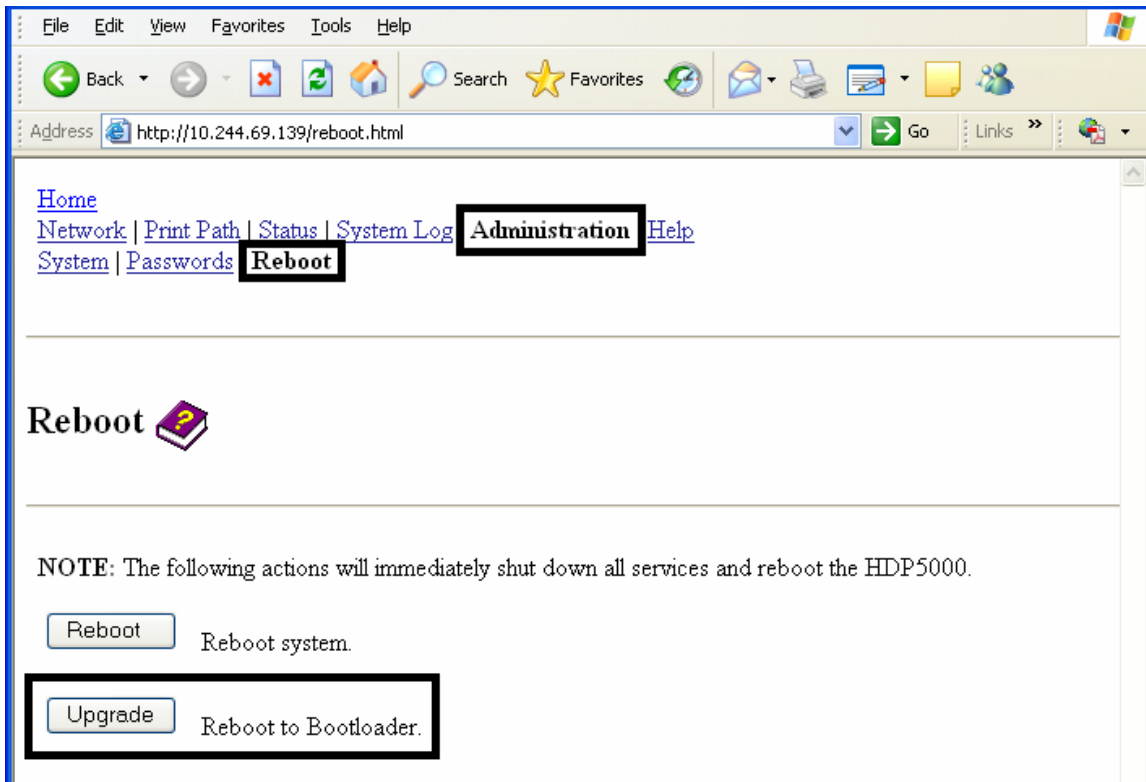 File Edit View Favorites Tools Help
Back Search Favorites
Address http://10.244.69.139/reboot.html Go Links »
Home
Network | Print Path | Status | System Log Administration Help
System | Passwords Reboot
Reboot ?
NOTE: The following actions will immediately shut down all services and reboot the HDP5000.
Reboot Reboot system.
Upgrade Reboot to Bootloader.